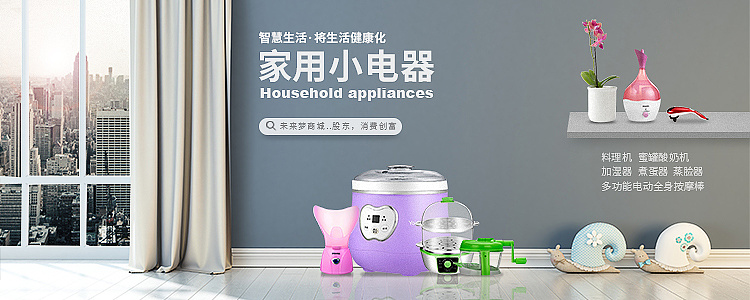 智慧生活·将生活健康化
家用小电器
Household appliances
未来梦商城..股东，消费创富
料理机 蜜罐酸奶机
加湿器 煮蛋器 蒸脸器
多功能电动全身按摩棒